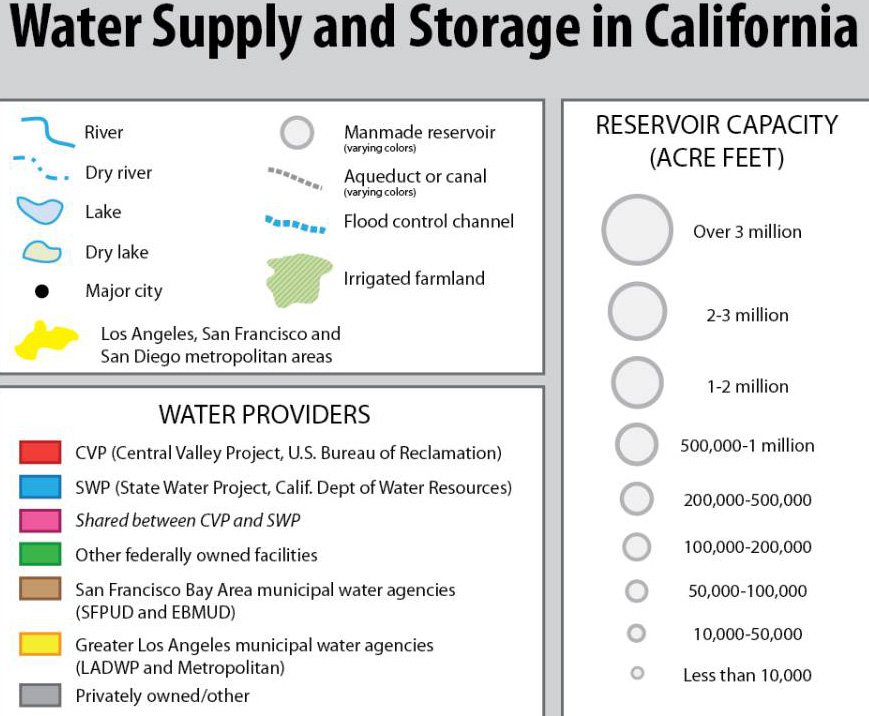 Water Supply and Storage in California
River
Dry river
Lake
Dry lake
Major city
Los Angeles, San Francisco and
San Diego metropolitan areas
Manmade reservoir
(varying colors)
Aqueduct or canal
(varying colors)
Flood control channel
Irrigated farmland
WATER PROVIDERS
CVP (Central Valley Project, U.S. Bureau of Reclamation)
SWP (State Water Project, Calif. Dept of Water Resources)
Shared between CVP and SWP
Other federally owned facilities
San Francisco Bay Area municipal water agencies
(SFPUD and EBMUD)
Greater Los Angeles municipal water agencies
(LADWP and Metropolitan)
Privately owned/other
RESERVOIR CAPACITY
(ACRE FEET)
Over 3 million
2-3 million
1-2 million
500,000-1 million
200,000-500,000
100,000-200,000
50,000-100,000
10,000-50,000
Less than 10,000